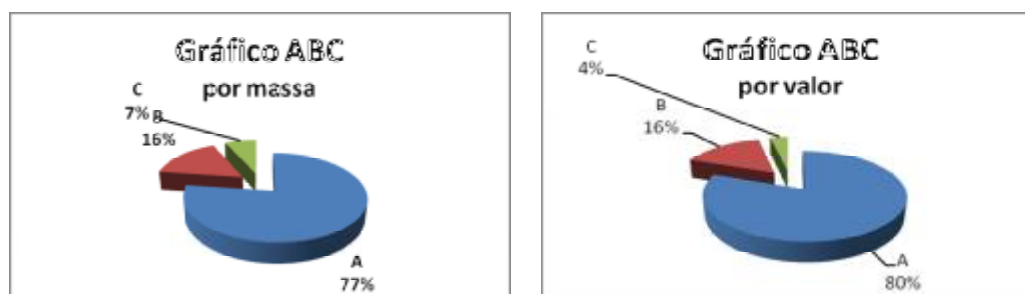 Gráfico ABC
por massa
C
7%
B
16%
A
77%
Gráfico ABC
por valor
C
4%
B
16%
A
80%